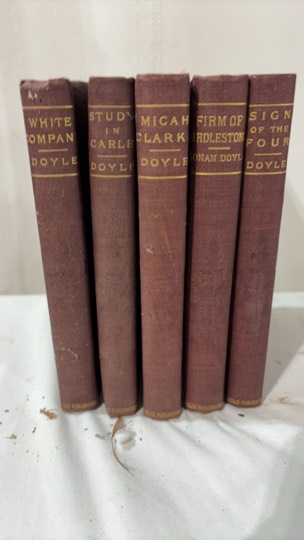 WHITE
COMPAN
DOYLE
STUDY
IN
CARLE
DOYLE
MICAH
CLARK
DOYLE
FIRM OF
RDLESTON
ONAN DOYL
SIGN
OF THE
FOUR
DOYLE